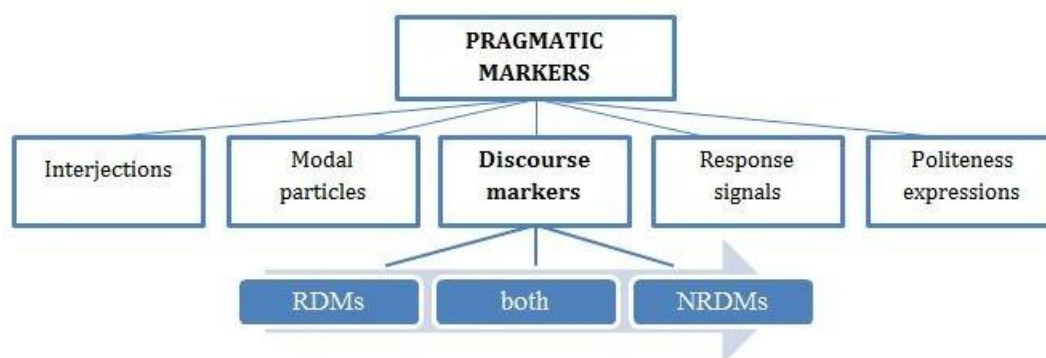 PRAGMATIC
MARKERS
Interjections
Modal
particles
Discourse
markers
Response
signals
Politeness
expressions
RDMs
both
NRDMs